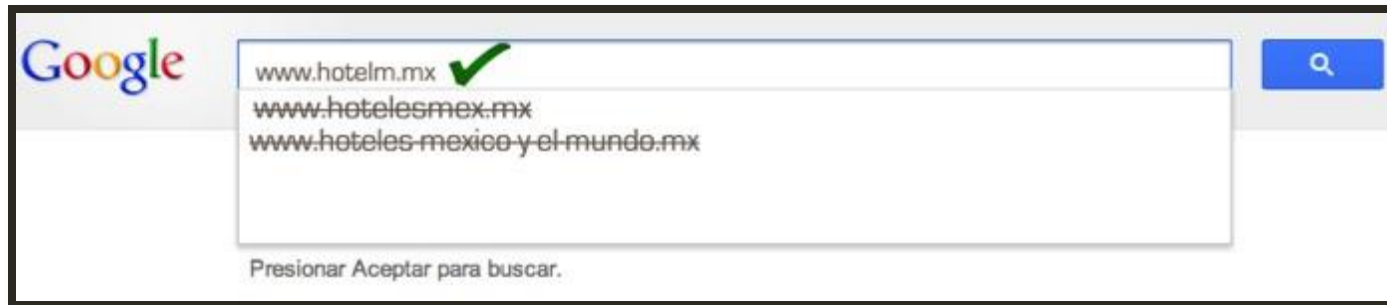 Google
www.hotelm.mx
www.hotelesmex.mx
www.hoteles-mexico-y-el-mundo.mx
Presionar Aceptar para buscar.